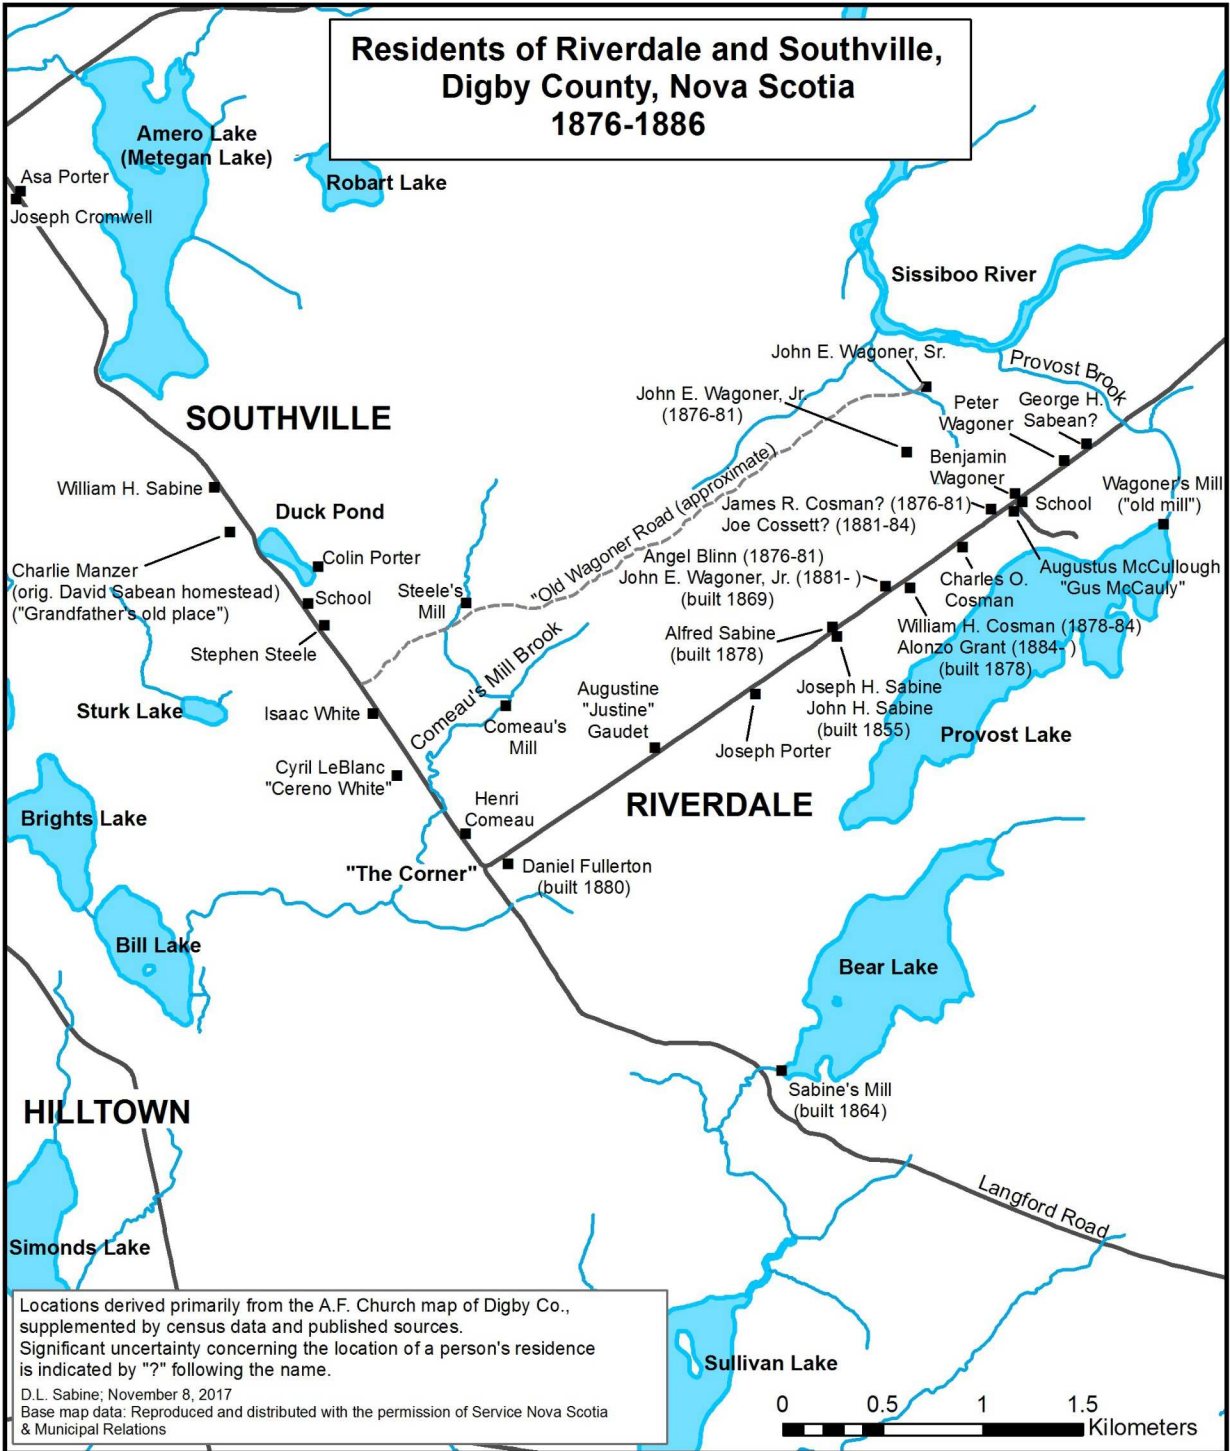 Residents of Riverdale and Southville,
Digby County, Nova Scotia
1876-1886
Amero Lake
(Metegan Lake)
Robart Lake
Asa Porter
Joseph Cromwell
Sissiboo River
John E. Wagoner, Sr.
Provost Brook
John E. Wagoner, Jr.
(1876-81)
Peter
Wagoner
George H.
Sabean?
SOUTHVILLE
Benjamin
Wagoner
William H. Sabine
Wagoner's Mill
("old mill")
James R. Cosman? (1876-81)
Joe Cossett? (1881-84)
School
Duck Pond
"Old Wagoner Road (approximate)
Colin Porter
Angel Blinn (1876-81)
John E. Wagoner, Jr. (1881- )
(built 1869)
Augustus McCullough
"Gus McCauly"
Charlie Manzer
(orig. David Sabean homestead)
("Grandfather's old place")
Charles O.
Cosman
School
Steele's
Mill
Stephen Steele
Alfred Sabine
(built 1878)
William H. Cosman (1878-84)
Alonzo Grant (1884- )
(built 1878)
Comeau's Mill Brook
Sturk Lake
Isaac White
Comeau's
Mill
Augustine
"Justine"
Gaudet
Joseph H. Sabine
John H. Sabine
(built 1855)
Joseph Porter
Provost Lake
Cyril LeBlanc
"Cereno White"
Brights Lake
Henri
Comeau
RIVERDALE
"The Corner"
Daniel Fullerton
(built 1880)
Bill Lake
Bear Lake
Sabine's Mill
(built 1864)
HILLTOWN
Langford Road
Simonds Lake
Sullivan Lake
Locations derived primarily from the A.F. Church map of Digby Co.,
supplemented by census data and published sources.
Significant uncertainty concerning the location of a person's residence
is indicated by "?" following the name.
D.L. Sabine; November 8, 2017
Base map data: Reproduced and distributed with the permission of Service Nova Scotia
& Municipal Relations
0 0.5 1 1.5
Kilometers